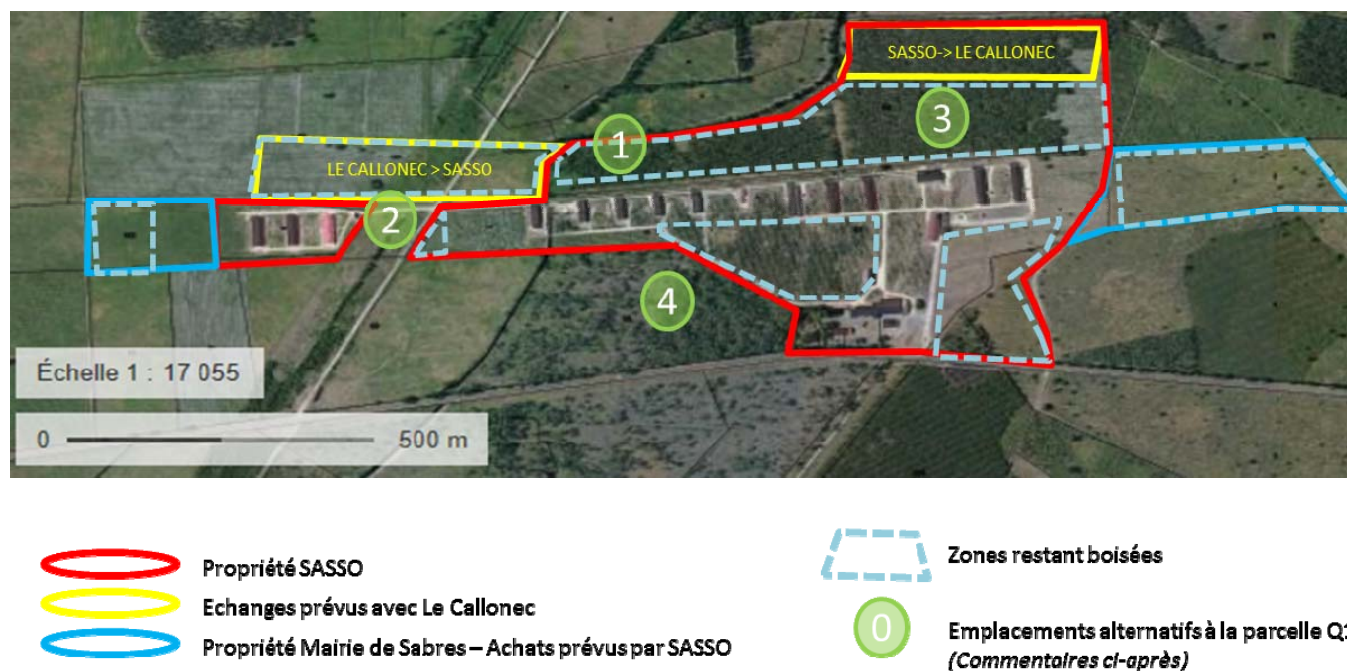 SASSO-> LE CALLONEC
3
1
LE CALLONEC > SASSO
2
4
Échelle 1 : 17 055
0 500 m
Propriété SASSO
Echanges prévus avec Le Callonec
Propriété Mairie de Sabres – Achats prévus par SASSO
Zones restant boisées
0
Emplacements alternatifs à la parcelle Q1
(Commentaires ci-après)